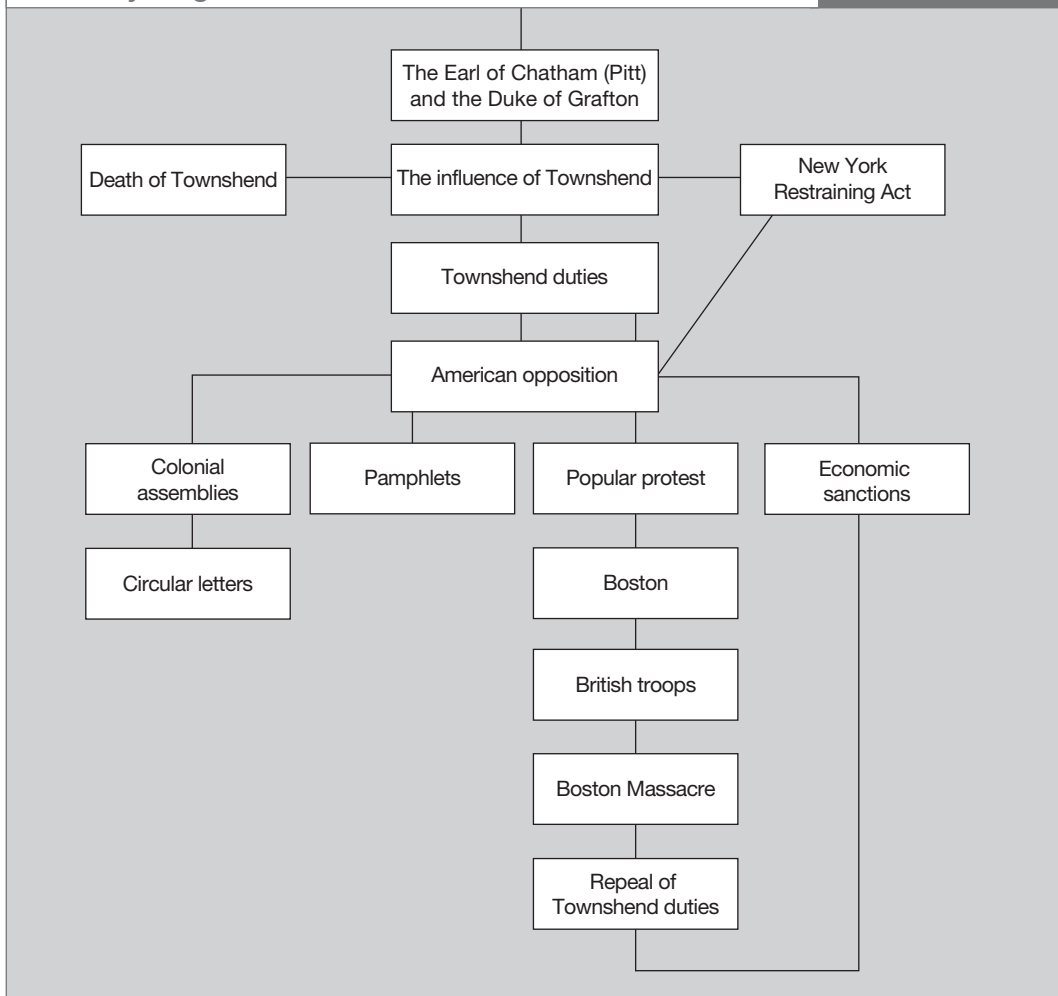 The Earl of Chatham (Pitt)
and the Duke of Grafton
Death of Townshend
The influence of Townshend
New York
Restraining Act
Townshend duties
American opposition
Colonial
assemblies
Pamphlets
Popular protest
Economic
sanctions
Circular letters
Boston
British troops
Boston Massacre
Repeal of
Townshend duties